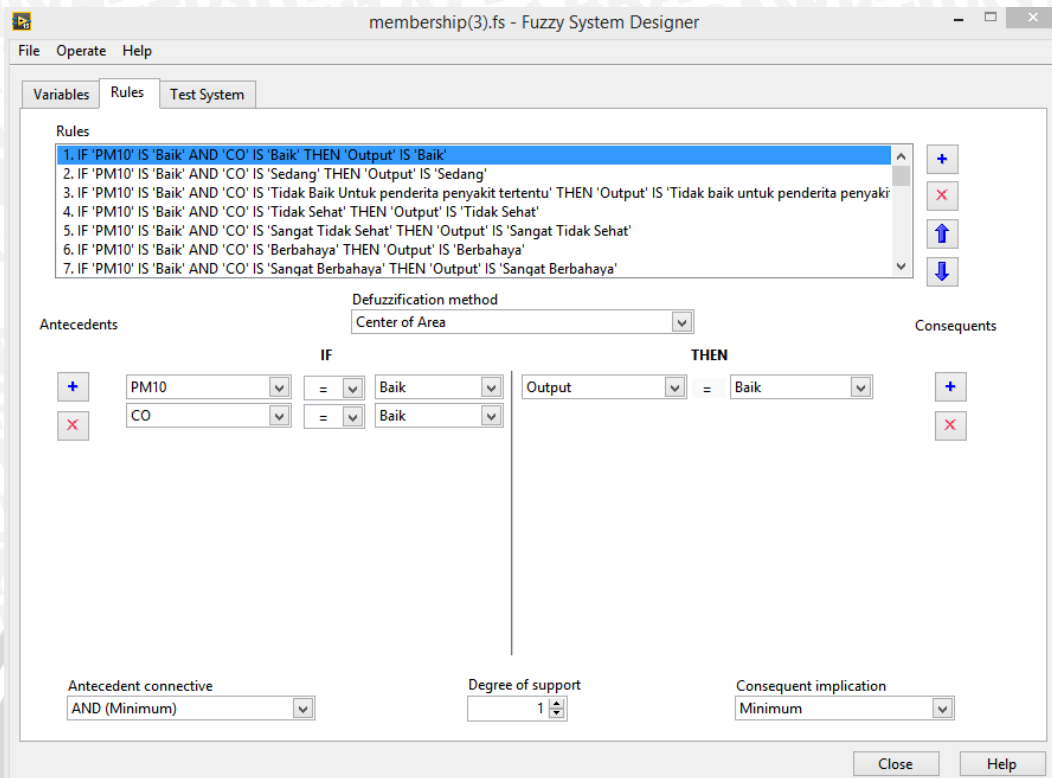 membership(3).fs - Fuzzy System Designer
File Operate Help
Variables Rules Test System
Rules
1. IF 'PM10' IS 'Baik' AND 'CO' IS 'Baik' THEN 'Output' IS 'Baik'
2. IF 'PM10' IS 'Baik' AND 'CO' IS 'Sedang' THEN 'Output' IS 'Sedang'
3. IF 'PM10' IS 'Baik' AND 'CO' IS 'Tidak Baik Untuk penderita penyakit tertentu' THEN 'Output' IS 'Tidak baik untuk penderita penyakit
4. IF 'PM10' IS 'Baik' AND 'CO' IS 'Tidak Sehat' THEN 'Output' IS 'Tidak Sehat'
5. IF 'PM10' IS 'Baik' AND 'CO' IS 'Sangat Tidak Sehat' THEN 'Output' IS 'Sangat Tidak Sehat'
6. IF 'PM10' IS 'Baik' AND 'CO' IS 'Berbahaya' THEN 'Output' IS 'Berbahaya'
7. IF 'PM10' IS 'Baik' AND 'CO' IS 'Sangat Berbahaya' THEN 'Output' IS 'Sangat Berbahaya'
Defuzzification method
Center of Area
Antecedents
Consequents
IF THEN
PM10 = Baik Output = Baik
CO = Baik
Antecedent connective
AND (Minimum)
Degree of support
1
Consequent implication
Minimum
Close Help